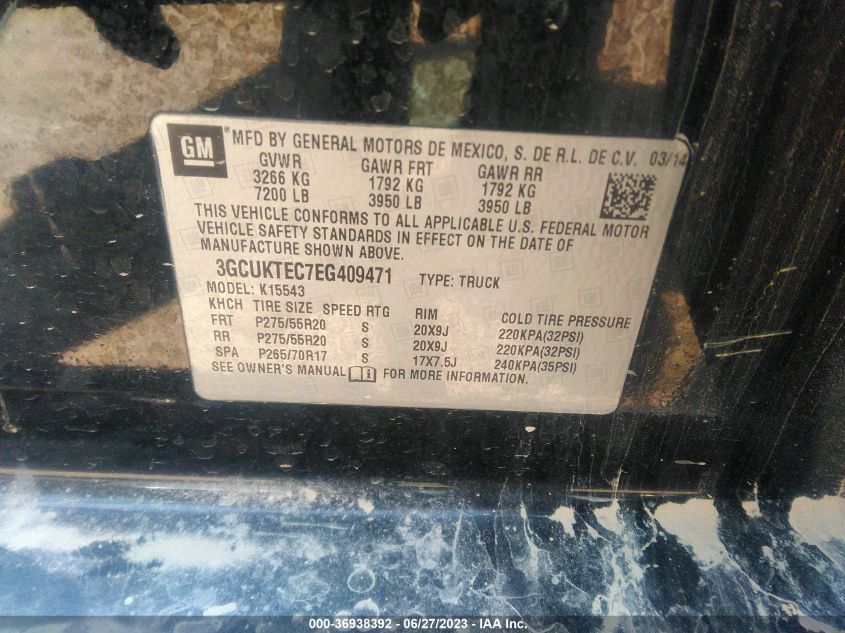 GM ® MFD BY GENERAL MOTORS DE MEXICO, S. DE R.L. DE C.V. 03/14
GVWR GAWR FRT GAWR RR
3266 KG 1792 KG 1792 KG
7200 LB 3950 LB 3950 LB
THIS VEHICLE CONFORMS TO ALL APPLICABLE U.S. FEDERAL MOTOR
VEHICLE SAFETY STANDARDS IN EFFECT ON THE DATE OF
MANUFACTURE SHOWN ABOVE.
3GCUKTEC7EG409471 TYPE: TRUCK
MODEL: K15543
KHCH TIRE SIZE SPEED RTG RIM COLD TIRE PRESSURE
FRT P275/55R20 S 20X9J 220KPA(32PSI)
RR P275/55R20 S 20X9J 220KPA(32PSI)
SPA P265/70R17 S 17X7.5J 240KPA(35PSI)
SEE OWNER'S MANUAL FOR MORE INFORMATION.
000-36938392 - 06/27/2023 - IAA Inc.